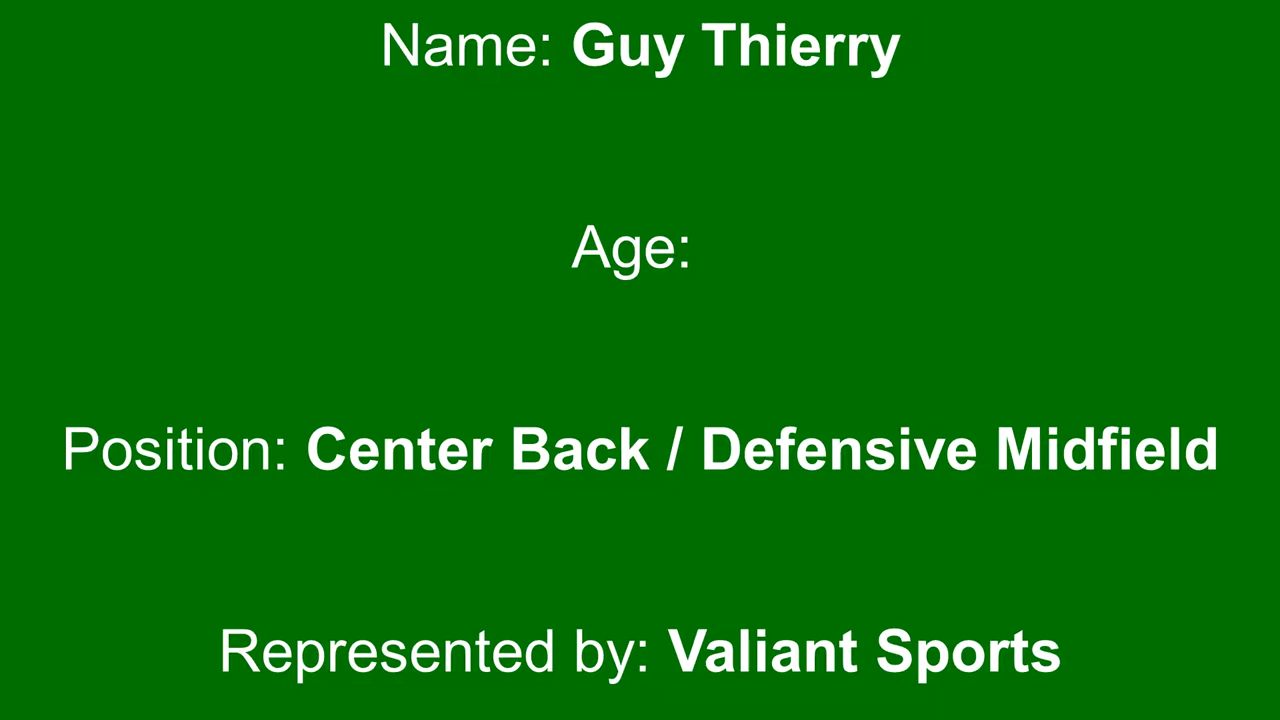 Name: Guy Thierry
Age:
Position: Center Back / Defensive Midfield
Represented by: Valiant Sports